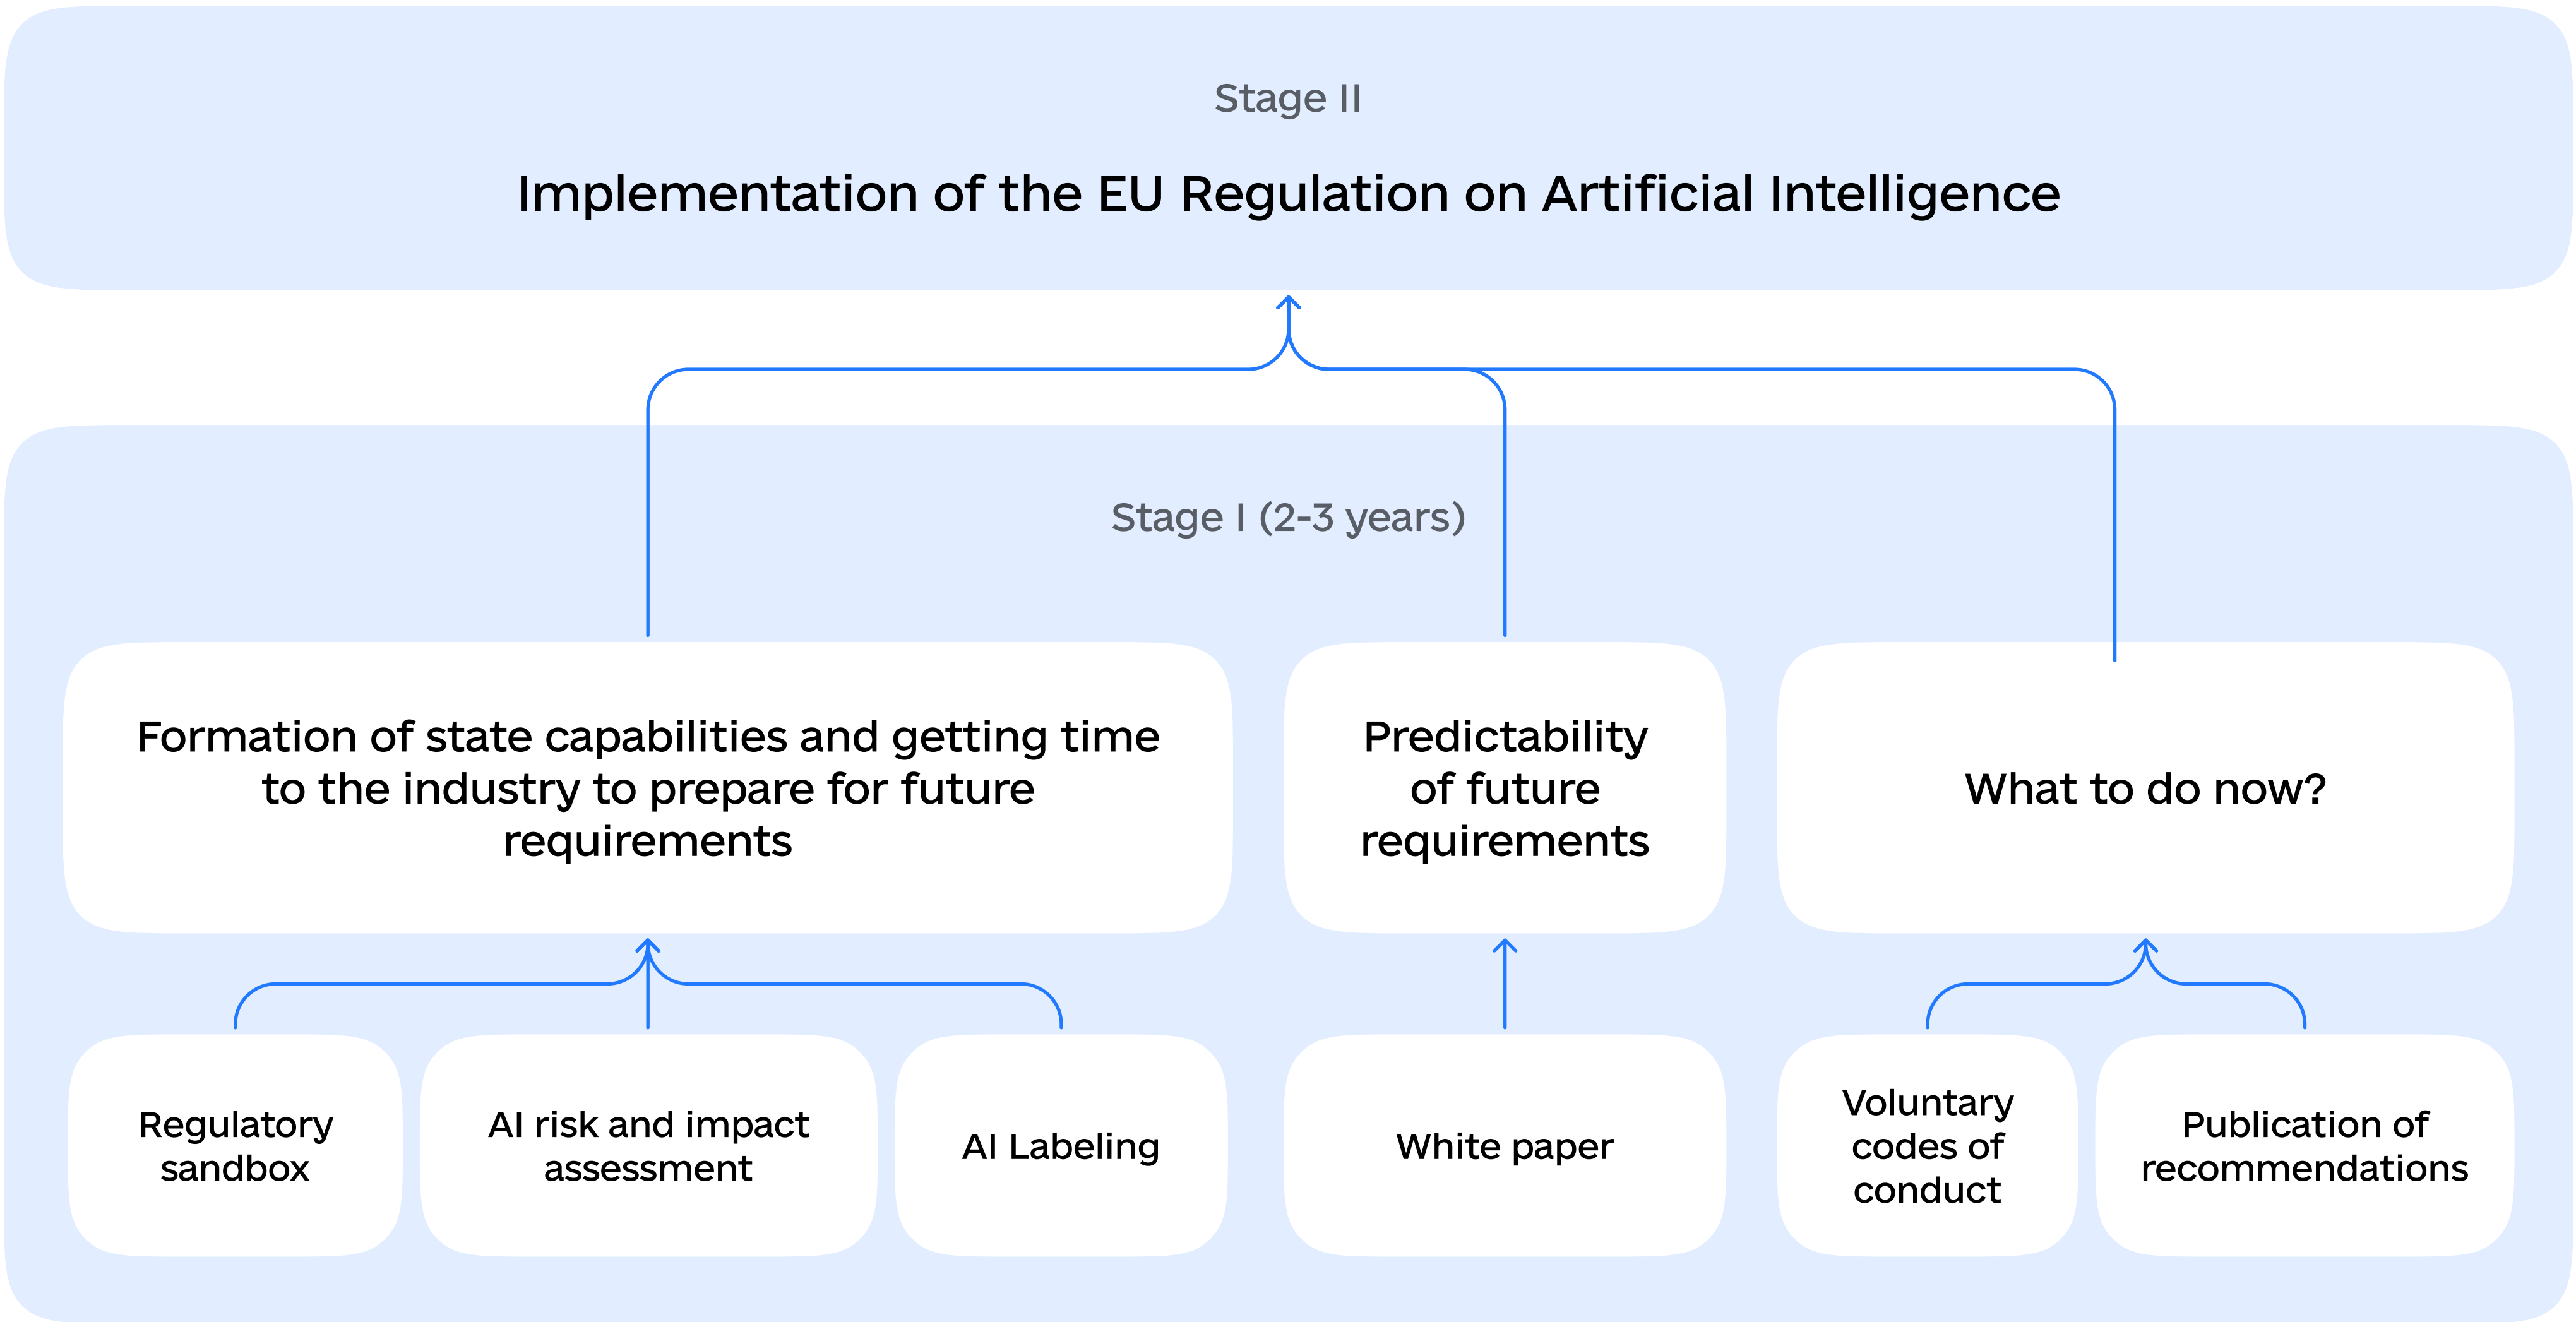 Stage II
Implementation of the EU Regulation on Artificial Intelligence
Stage I (2-3 years)
Formation of state capabilities and getting time
to the industry to prepare for future
requirements
Predictability
of future
requirements
What to do now?
Regulatory
sandbox
AI risk and impact
assessment
AI Labeling
White paper
Voluntary
codes of
conduct
Publication of
recommendations